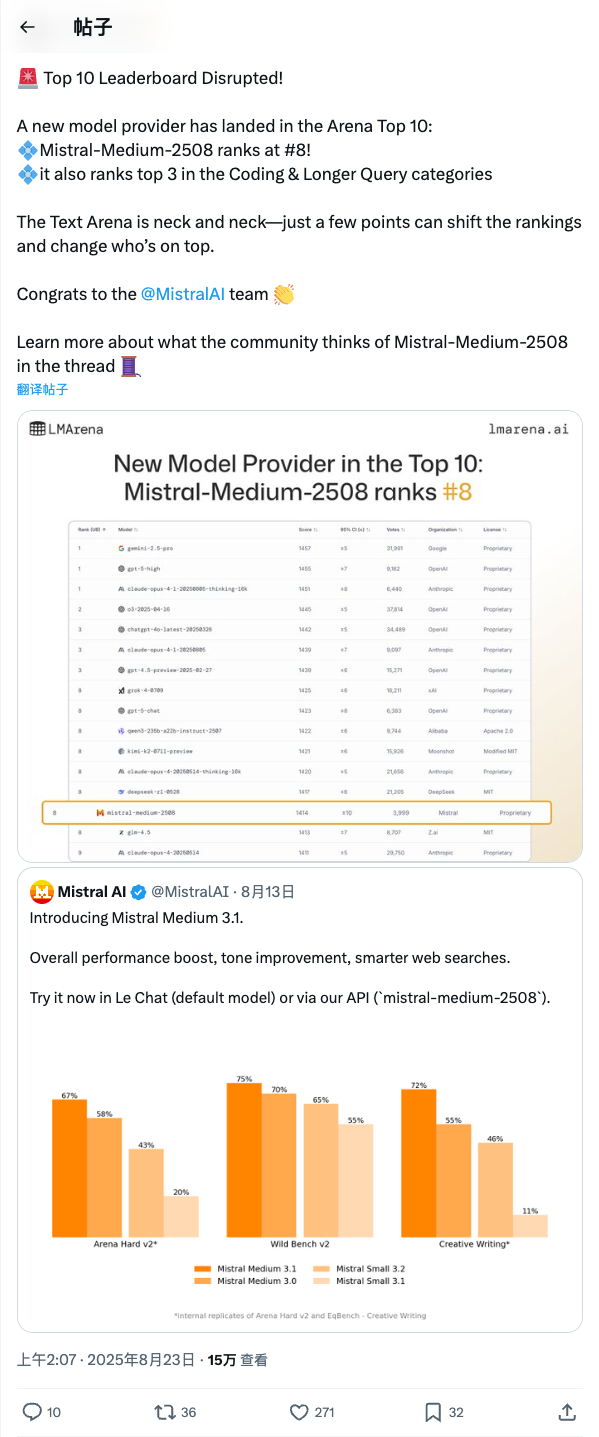 帖子
Top 10 Leaderboard Disrupted!
A new model provider has landed in the Arena Top 10:
Mistral-Medium-2508 ranks at #8!
it also ranks top 3 in the Coding & Longer Query categories
The Text Arena is neck and neck—just a few points can shift the rankings
and change who's on top.
Congrats to the @MistralAI team
Learn more about what the community thinks of Mistral-Medium-2508
in the thread
翻译帖子
LMArena lmarena.ai
New Model Provider in the Top 10:
Mistral-Medium-2508 ranks #8
Rank (UB) Model Score 95% CI (±) Votes Organization License
1 gemini-2.5-pro 1457 ±5 Google Proprietary
1 gpt-5-high 1455 ±7 9,162 OpenAI Proprietary
1 claude-opus-4-1-20250805-thinking-16k 1451 6,440 Anthropic Proprietary
2 o3-2025-04-16 1445 ±5 37,814 OpenAI Proprietary
3 chatgpt-4o-latest-20250326 1442 ±5 34,489 OpenAI Proprietary
3 claude-opus-4-1-20250805 1439 ±7 9,097 Anthropic Proprietary
3 gpt-4.5-preview-2025-02-27 15,271 OpenAI Proprietary
8 grok-4-0709 1425 xAI Proprietary
8 gpt-5-chat 1423 OpenAI Proprietary
8 qwen3-235b-a22b-instruct-2507 1422 ±6 9,744 Alibaba Apache 2.0
8 kimi-k2-0711-preview 1421 ±6 15,926 Moonshot Modified MIT
8 claude-opus-4-20250514-thinking-16k 1420 ±5 Anthropic Proprietary
8 deepseek-r1-0528 1417 21,205 DeepSeek MIT
8 mistral-medium-2508 1414 ±10 3,999 Mistral Proprietary
8 glm-4.5 ±7 8,707 Z.ai MIT
9 claude-opus-4-20250514 1411 ±5 29,750 Anthropic Proprietary
Mistral AI @MistralAI · 8月13日
Introducing Mistral Medium 3.1.
Overall performance boost, tone improvement, smarter web searches.
Try it now in Le Chat (default model) or via our API (`mistral-medium-2508`).
67% 58% 43% 20%
75% 70% 65% 55%
72% 55% 46% 11%
Arena Hard v2* Wild Bench v2 Creative Writing*
Mistral Medium 3.1 Mistral Small 3.2
Mistral Medium 3.0 Mistral Small 3.1
*internal replicates of Arena Hard v2 and EqBench - Creative Writing
上午2:07 · 2025年8月23日 · 15万 查看
10 36 271 32